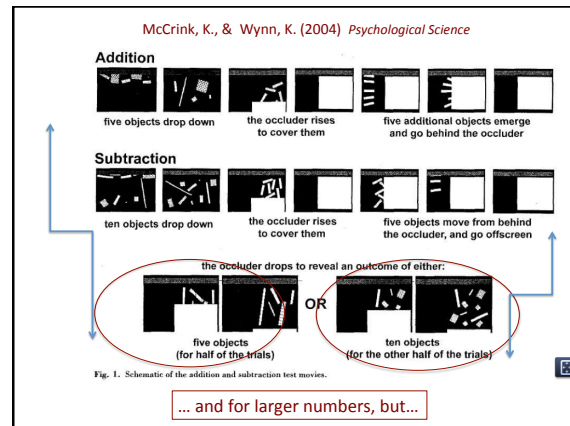 McCrink, K., & Wynn, K. (2004) Psychological Science
Addition
five objects drop down
the occluder rises
to cover them
five additional objects emerge
and go behind the occluder
Subtraction
ten objects drop down
the occluder rises
to cover them
five objects move from behind
the occluder, and go offscreen
the occluder drops to reveal an outcome of either:
OR
five objects
(for half of the trials)
ten objects
(for the other half of the trials)
Fig. 1. Schematic of the addition and subtraction test movies.
... and for larger numbers, but...